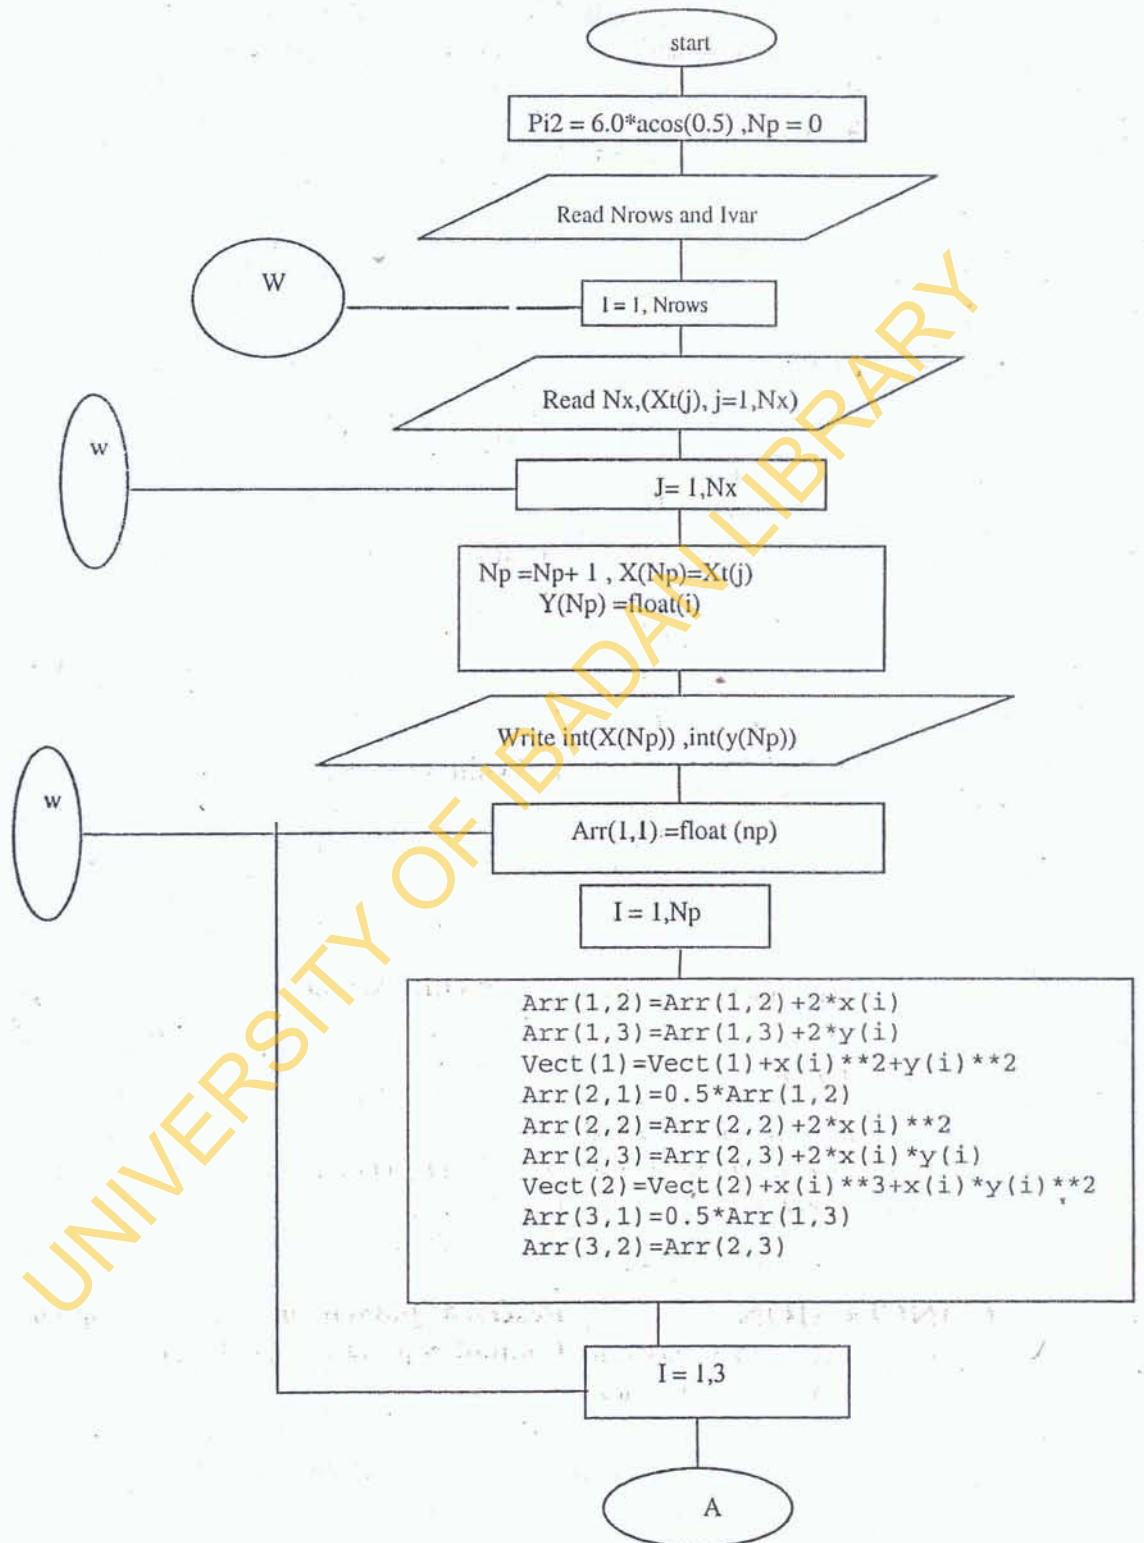 start
Pi2 = 6.0*acos(0.5) ,Np = 0
Read Nrows and Ivar
W
I = 1, Nrows
Read Nx,(Xt(j), j=1,Nx)
w
J= 1,Nx
Np =Np+ 1 , X(Np)=Xt(j)
Y(Np) =float(i)
Write int(X(Np)) ,int(y(Np))
w
Arr(1,1) =float (np)
I = 1,Np
Arr(1,2)=Arr(1,2)+2*x(i)
Arr(1,3)=Arr(1,3)+2*y(i)
Vect(1)=Vect(1)+x(i)**2+y(i)**2
Arr(2,1)=0.5*Arr(1,2)
Arr(2,2)=Arr(2,2)+2*x(i)**2
Arr(2,3)=Arr(2,3)+2*x(i)*y(i)
Vect(2)=Vect(2)+x(i)**3+x(i)*y(i)**2
Arr(3,1)=0.5*Arr(1,3)
Arr(3,2)=Arr(2,3)
I = 1,3
A
UNIVERSITY OF IBADAN LIBRARY